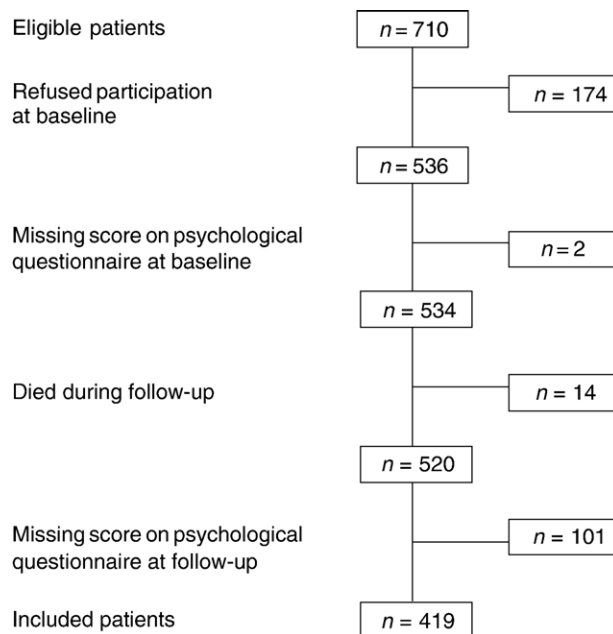 Eligible patients
n = 710
Refused participation
at baseline
n = 174
n = 536
Missing score on psychological
questionnaire at baseline
n = 2
n = 534
Died during follow-up
n = 14
n = 520
Missing score on psychological
questionnaire at follow-up
n = 101
Included patients
n = 419